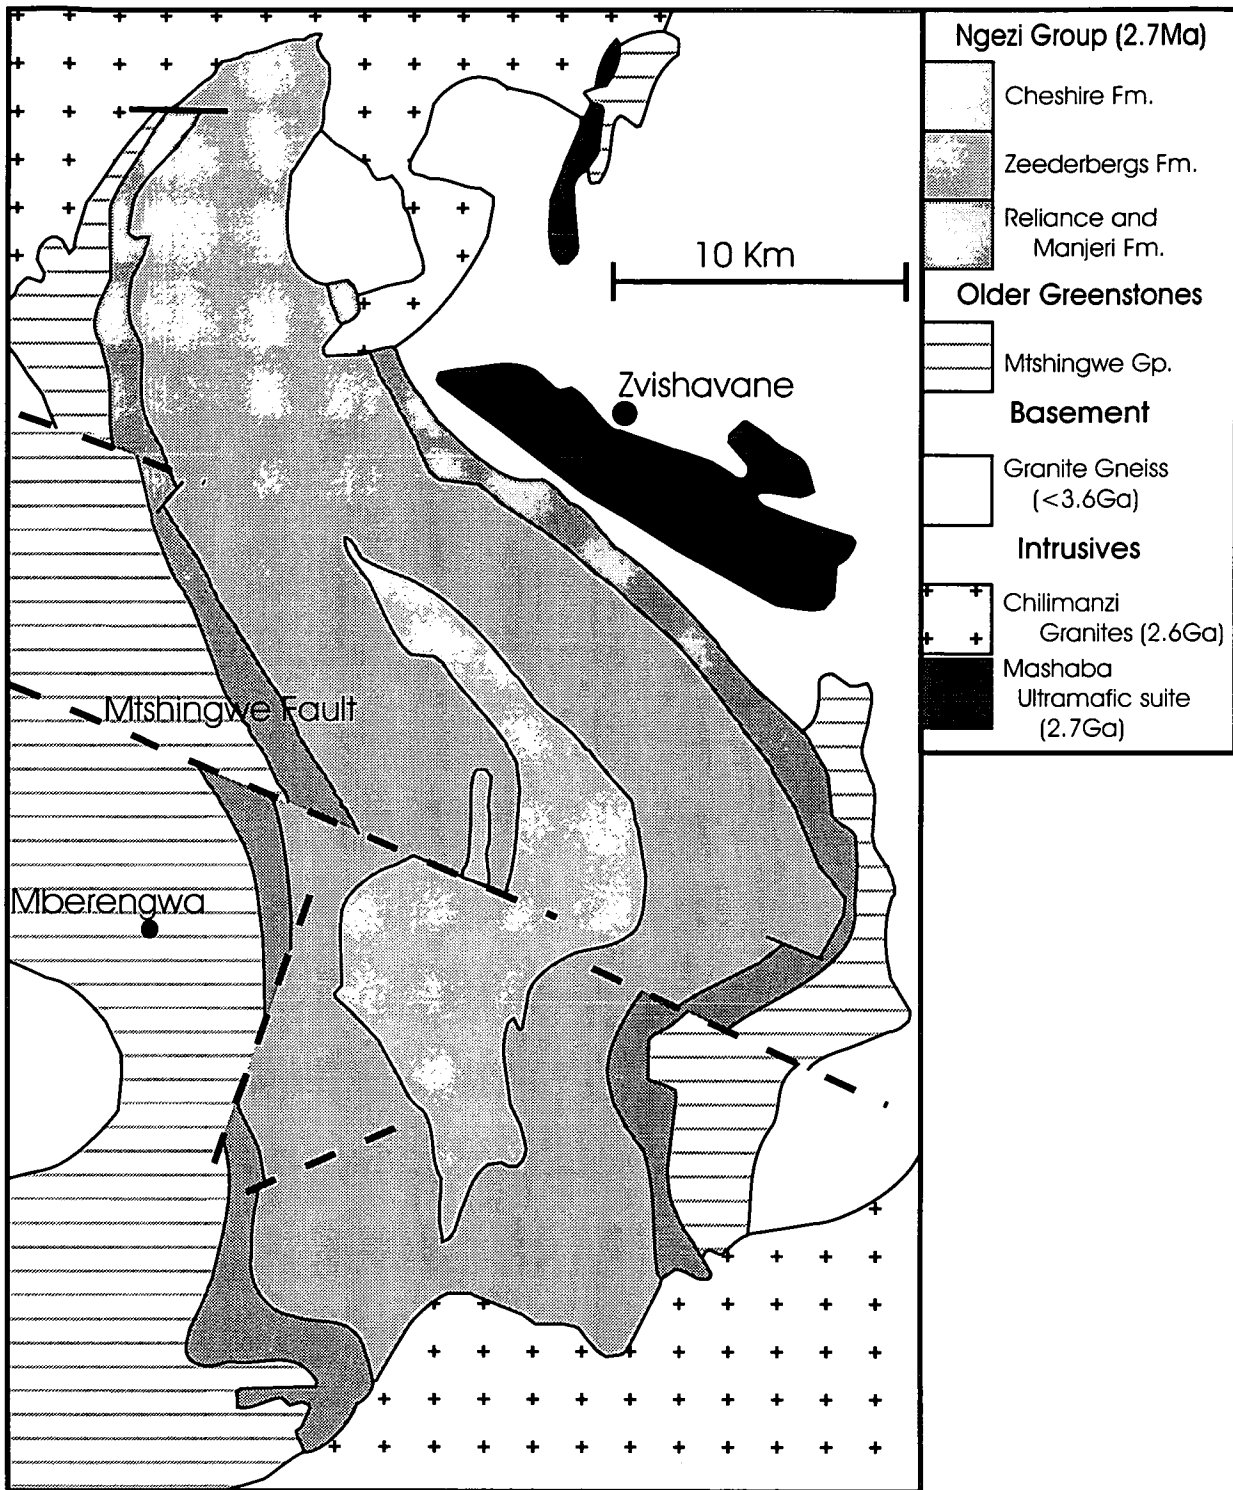 Ngezi Group (2.7Ma)
Cheshire Fm.
Zeederbergs Fm.
Reliance and
Manjeri Fm.
Older Greenstones
Mtshingwe Gp.
Basement
Granite Gneiss
(<3.6Ga)
Intrusives
Chilimanzi
Granites (2.6Ga)
Mashaba
Ultramafic suite
(2.7Ga)
10 Km
Zvishavane
Mtshingwe Fault
Mberengwa